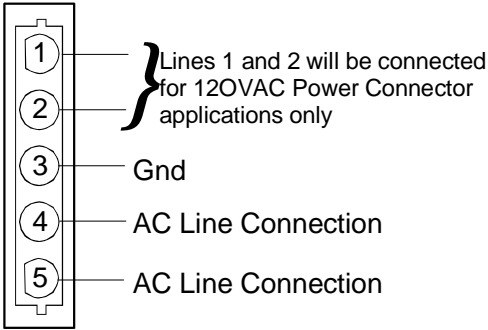 1 Lines 1 and 2 will be connected
for 12OVAC Power Connector
2 applications only
3 Gnd
4 AC Line Connection
5 AC Line Connection